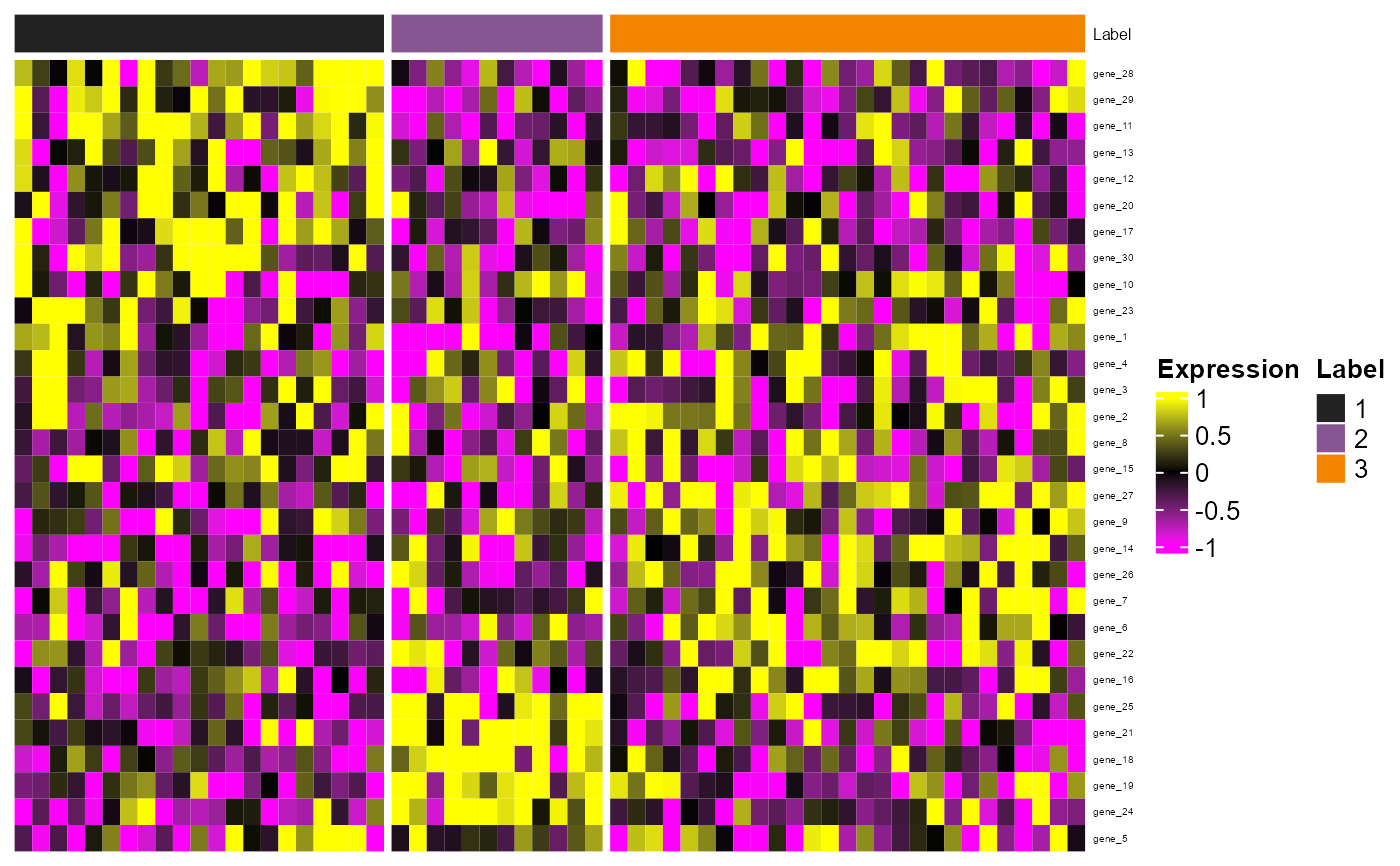 Label
gene_28
gene_29
gene_11
gene_13
gene_12
gene_20
gene_17
gene_30
gene_10
gene_23
gene_1
gene_4
gene_3
gene_2
gene_8
gene_15
gene_27
gene_9
gene_14
gene_26
gene_7
gene_6
gene_22
gene_16
gene_25
gene_21
gene_18
gene_19
gene_24
gene_5
Expression
1
0.5
0
-0.5
-1
Label
1
2
3